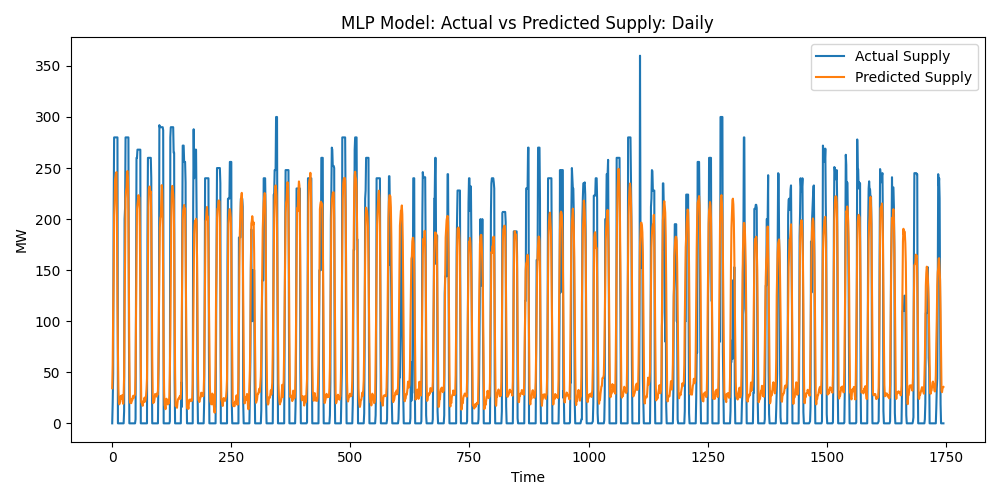 MLP Model: Actual vs Predicted Supply: Daily
Actual Supply
Predicted Supply
350
300
250
200
150
100
50
0
MW
0 250 500 750 1000 1250 1500 1750
Time